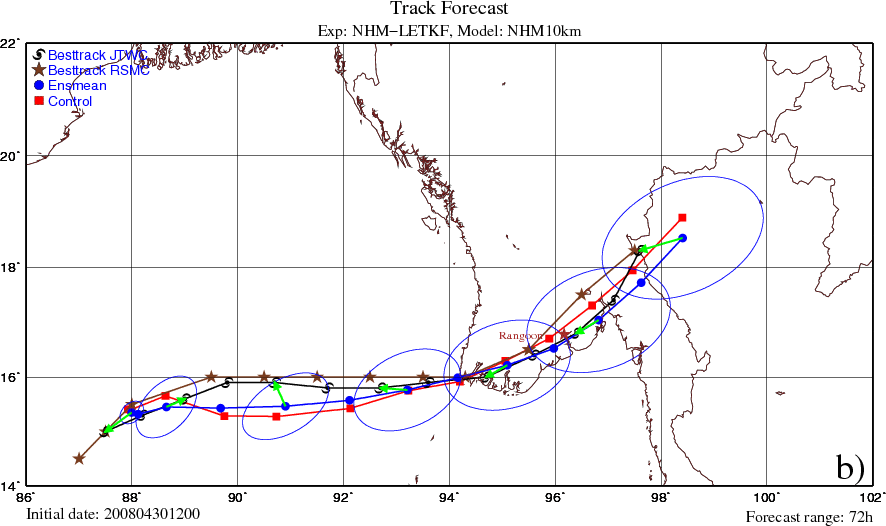 Track Forecast
Exp: NHM-LETKF, Model: NHM10km
22°
Besttrack JTWC
Besttrack RSMC
Ensmean
Control
20°
18°
Rangoon
16°
b)
14°
86° 88° 90° 92° 94° 96° 98° 100° 102°
Initial date: 200804301200 Forecast range: 72h